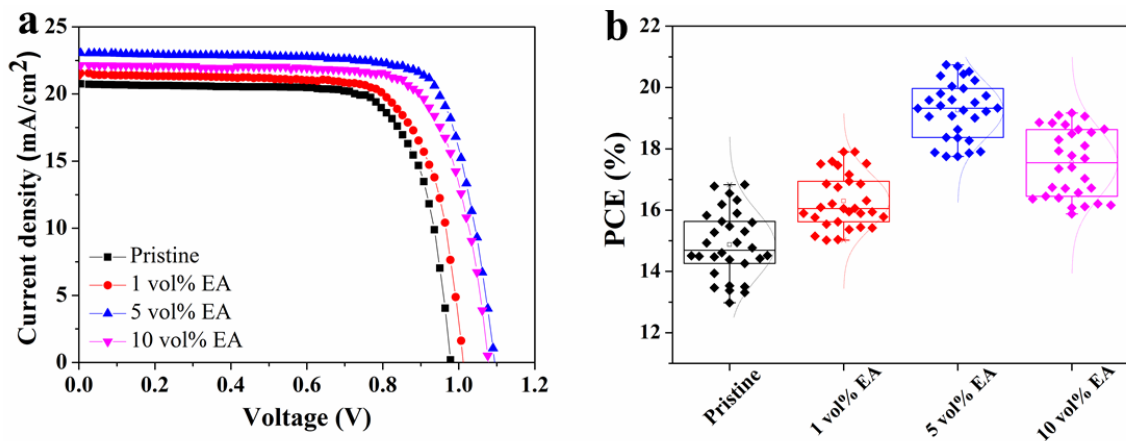 a
Current density (mA/cm²)
25
20
15
10
5
0
0.0 0.2 0.4 0.6 0.8 1.0 1.2
Voltage (V)
Pristine
1 vol% EA
5 vol% EA
10 vol% EA
b
PCE (%)
22
20
18
16
14
12
Pristine
1 vol% EA
5 vol% EA
10 vol% EA